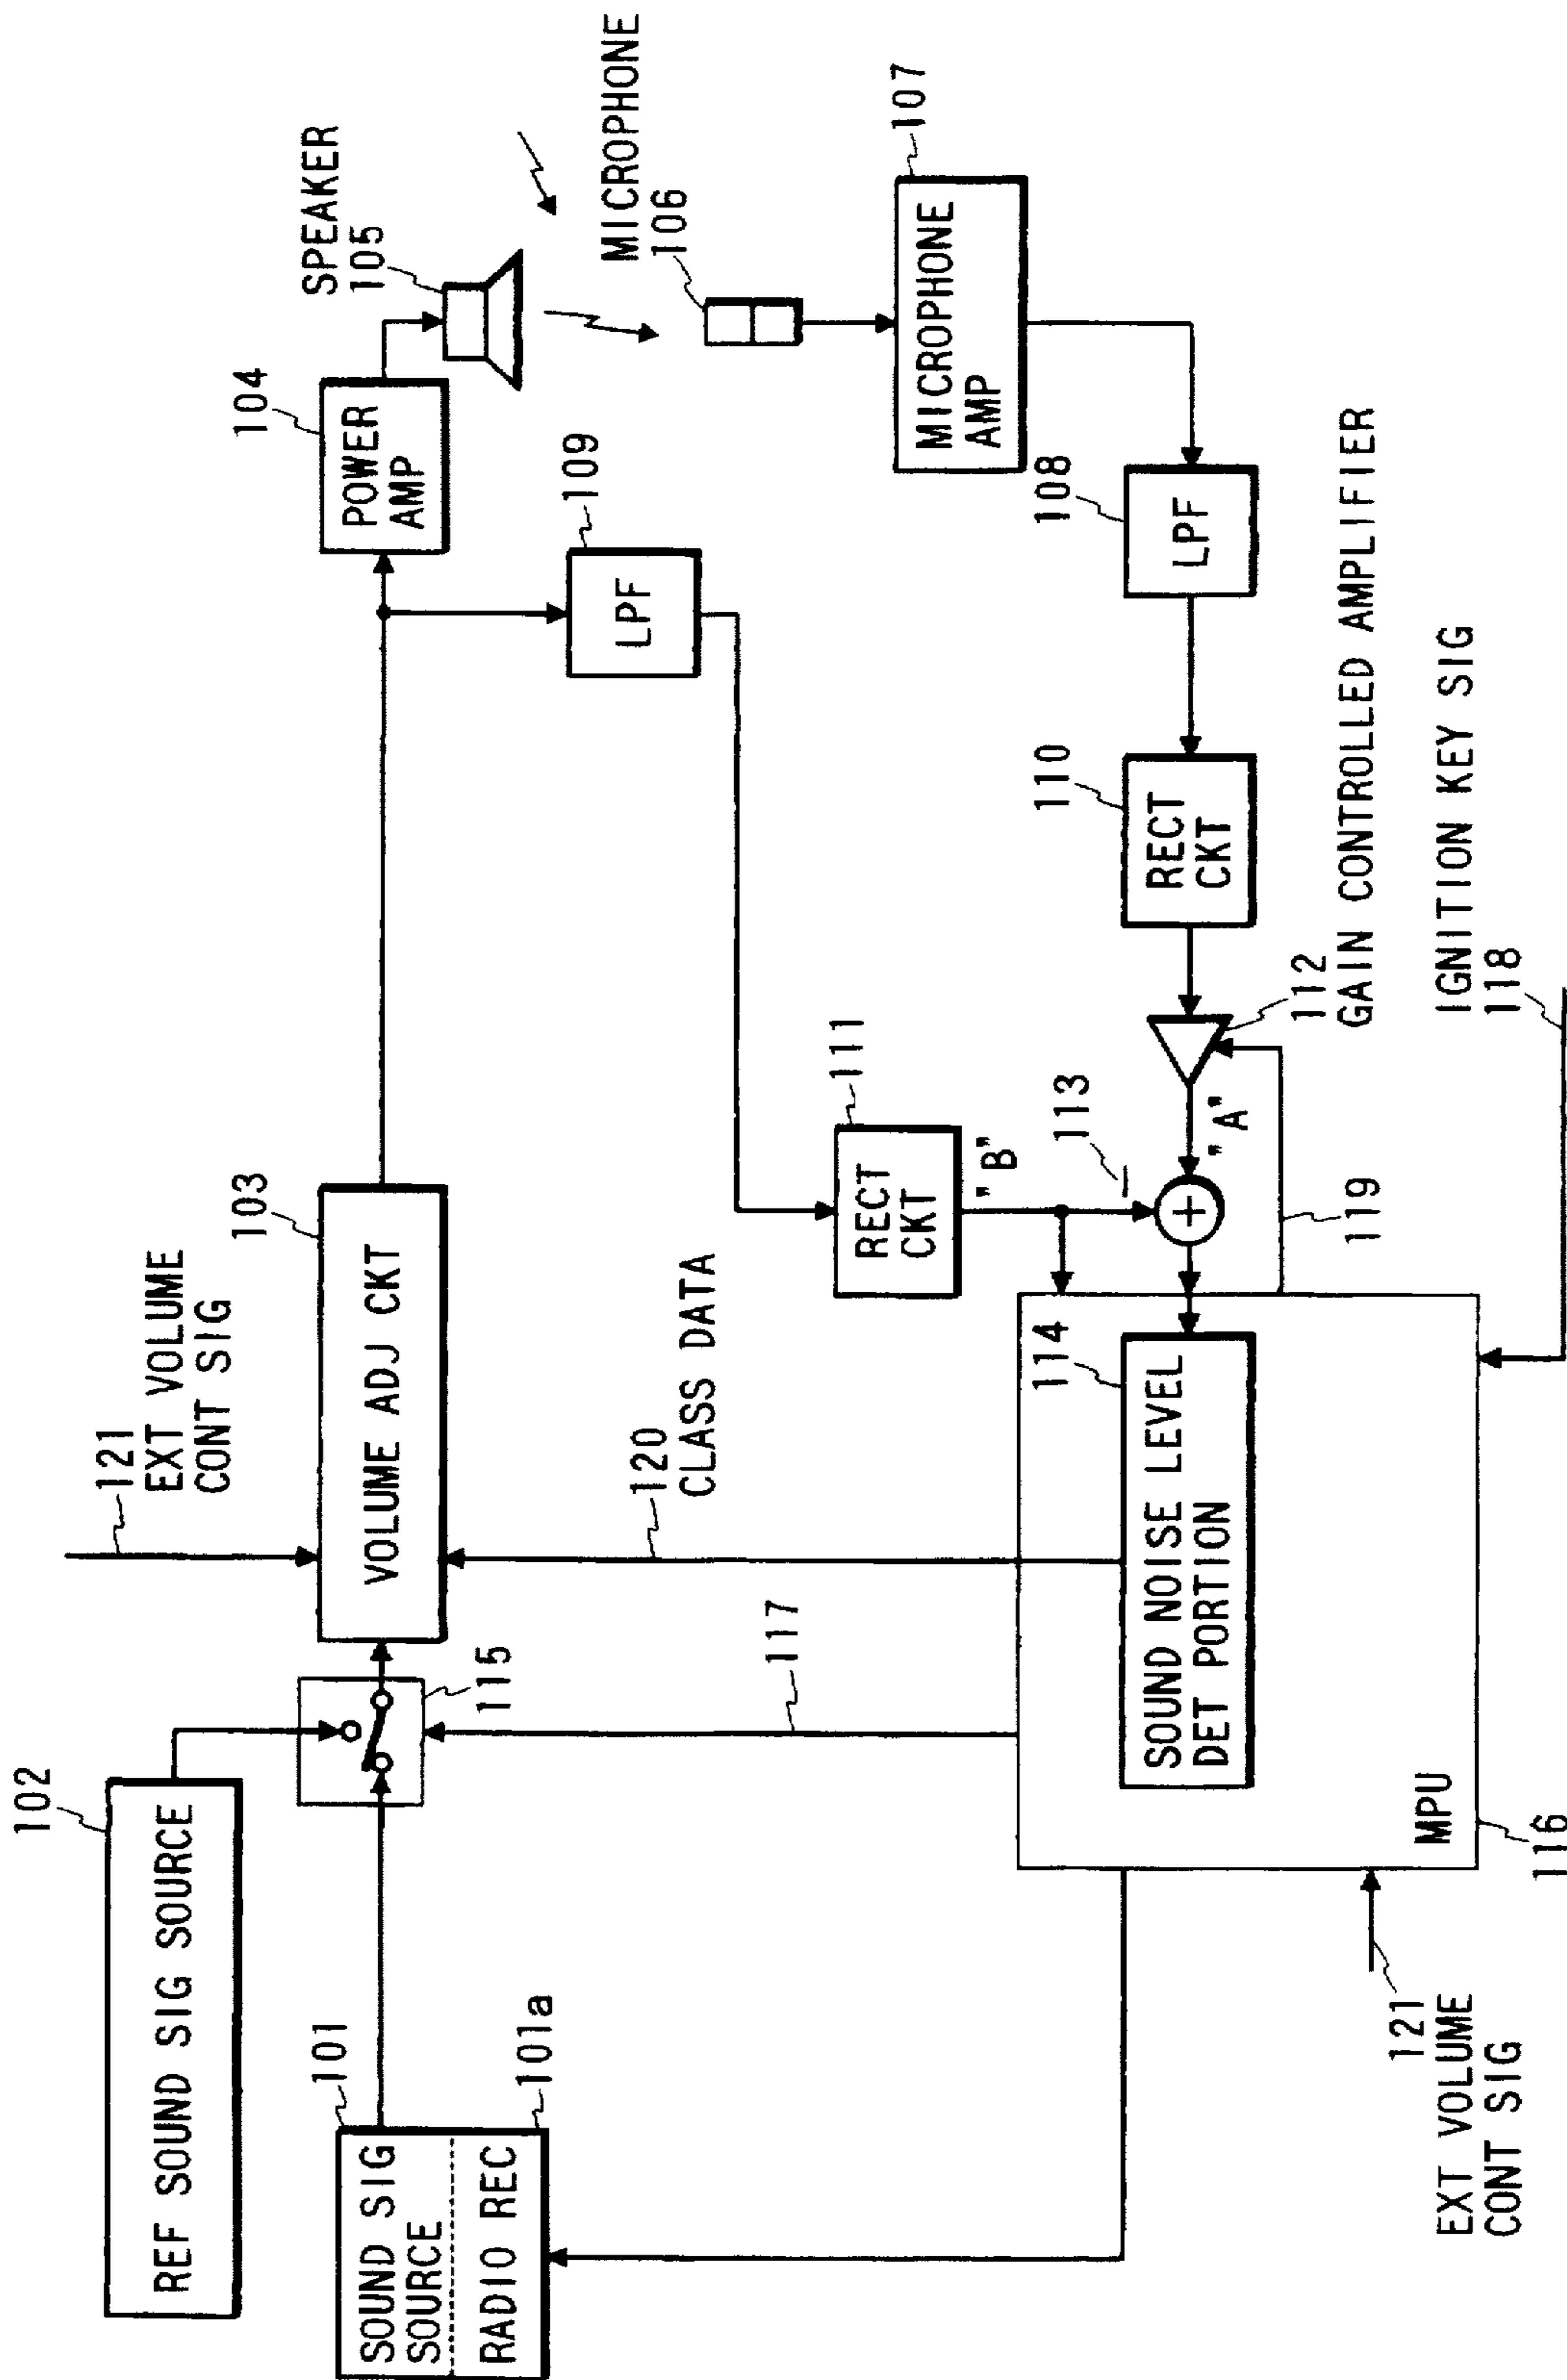 102
REF SOUND SIG SOURCE
101
SOUND SIG
SOURCE
RADIO REC
101a
115
121
EXT VOLUME
CONT SIG
103
VOLUME ADJ CKT
104
POWER
AMP
SPEAKER
105
MICROPHONE
106
107
MICROPHONE
AMP
109
LPF
108
LPF
110
RECT
CKT
111
RECT
CKT
"B"
113
−
+
"A"
112
GAIN CONTROLLED AMPLIFIER
119
IGNITION KEY SIG
118
120
CLASS DATA
117
114
SOUND NOISE LEVEL
DET PORTION
MPU
116
121
EXT VOLUME
CONT SIG